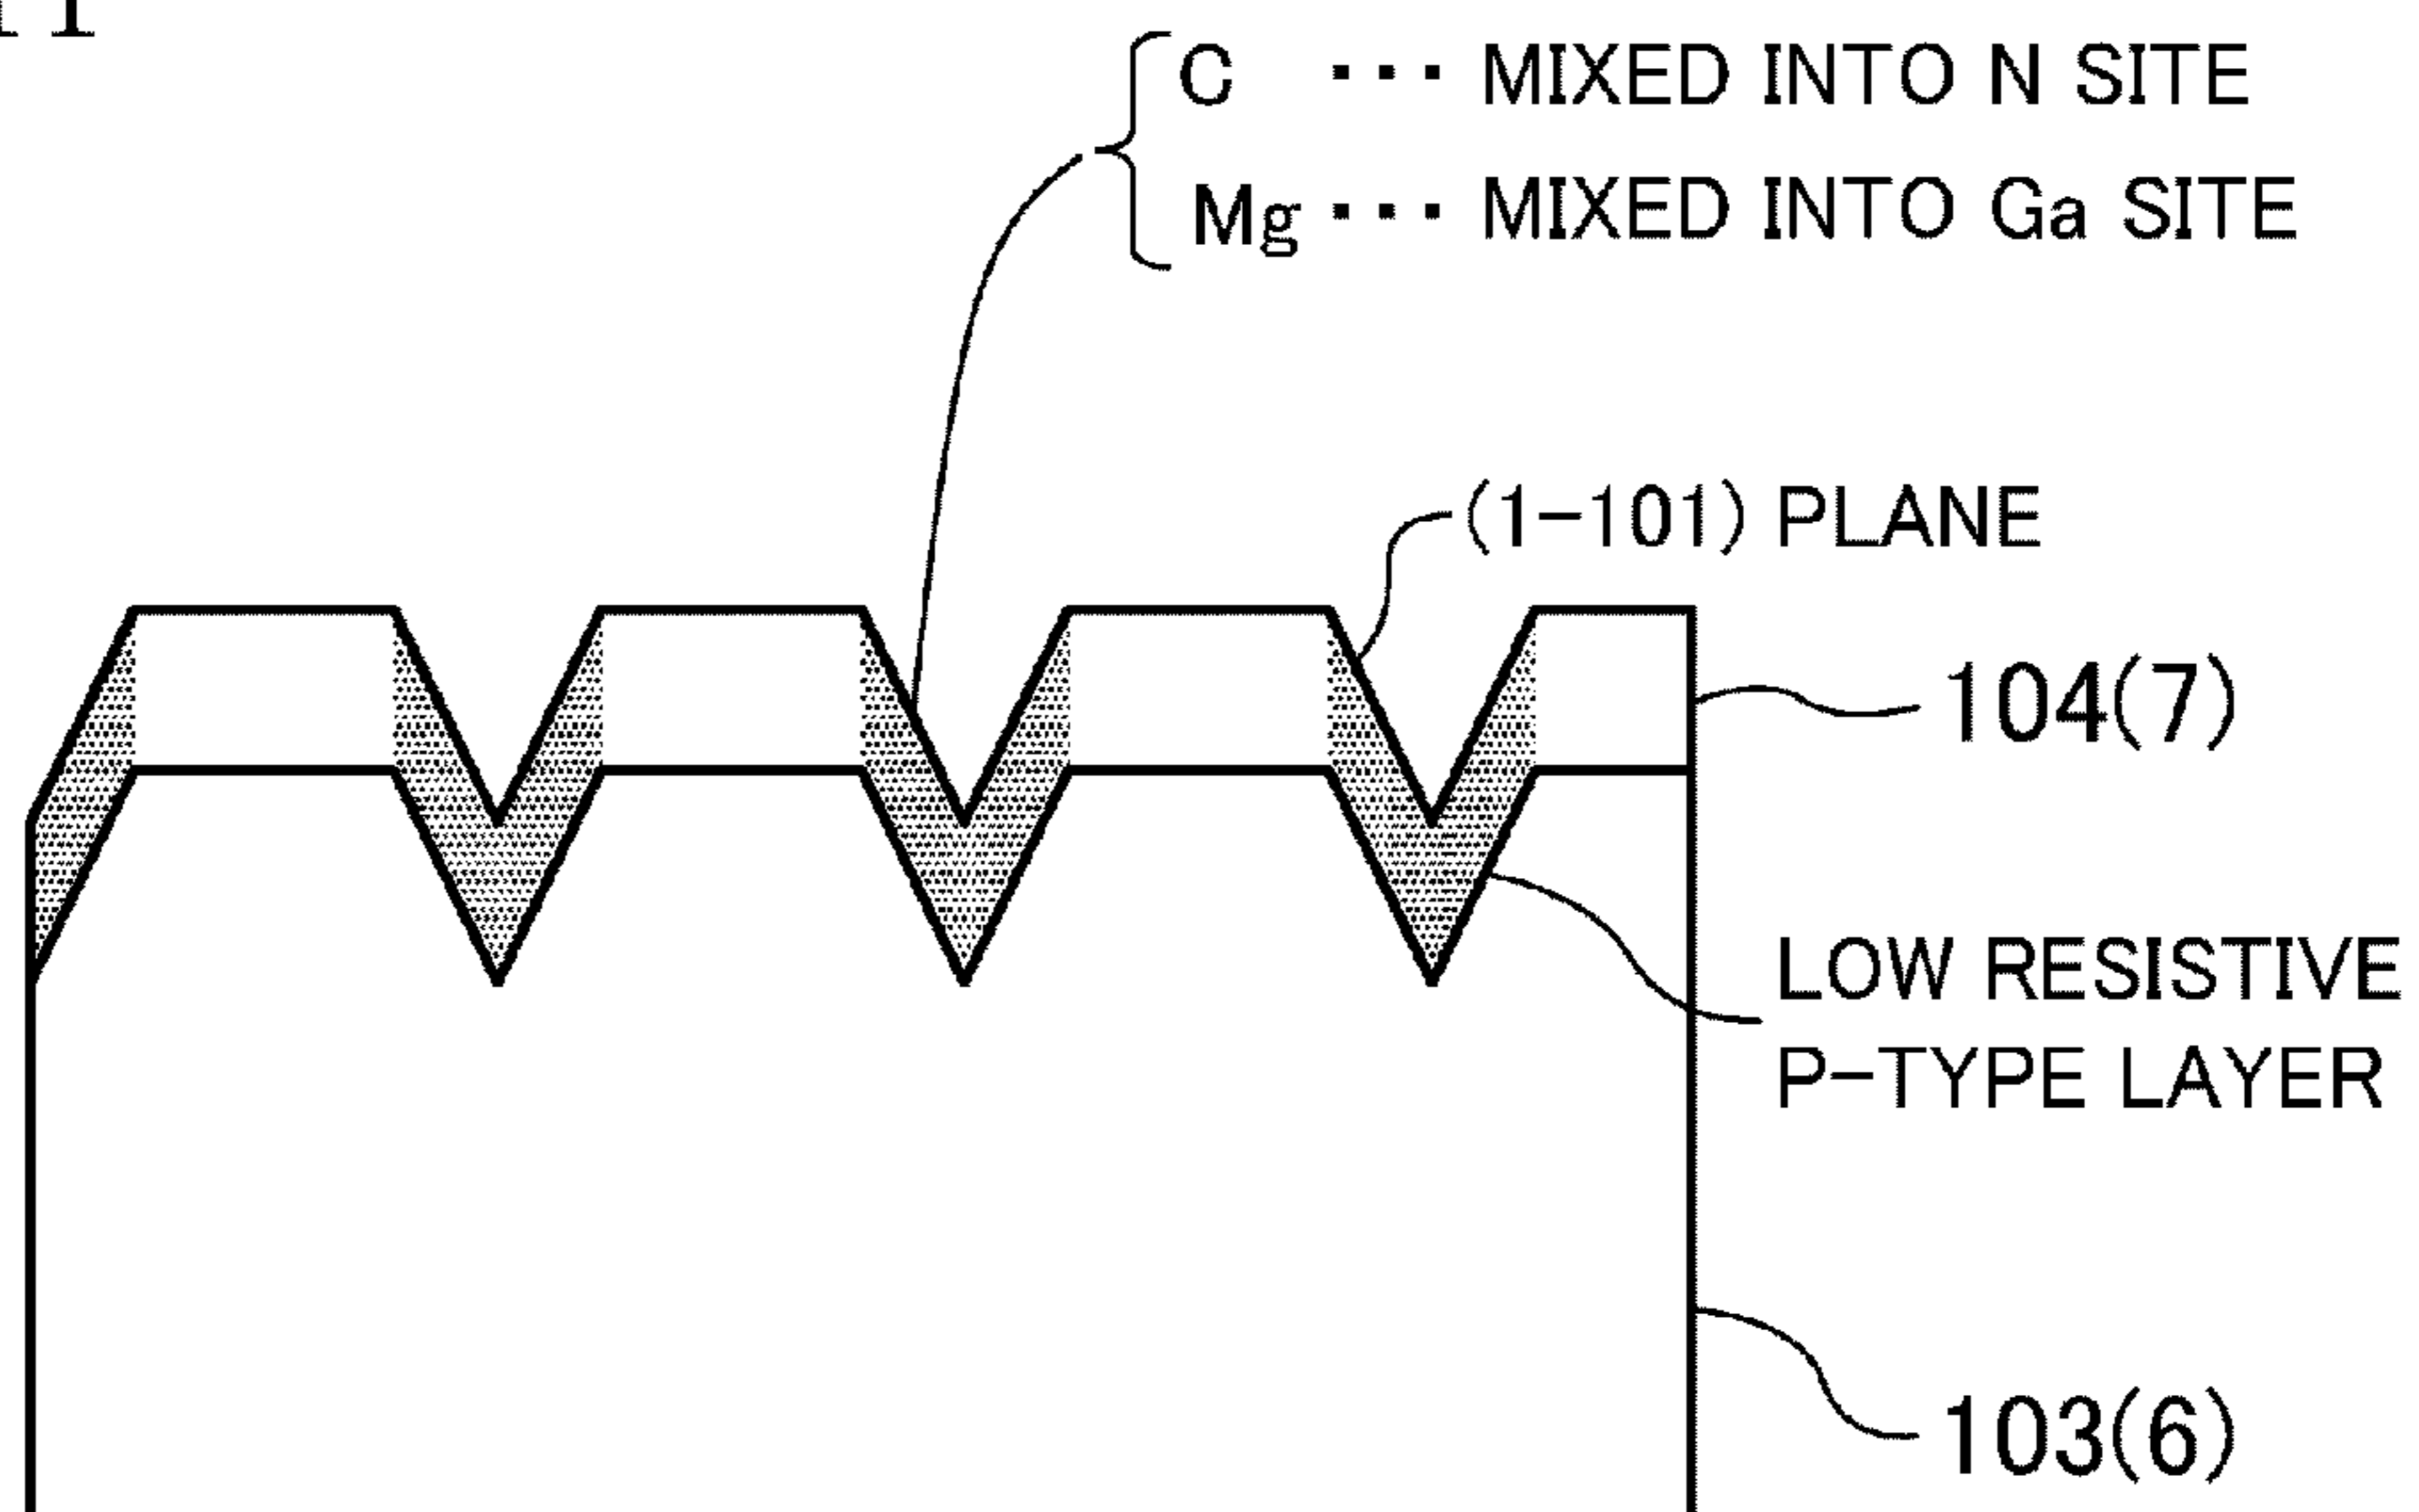 C ··· MIXED INTO N SITE
Mg ··· MIXED INTO Ga SITE
(1-101) PLANE
104(7)
LOW RESISTIVE
P-TYPE LAYER
103(6)